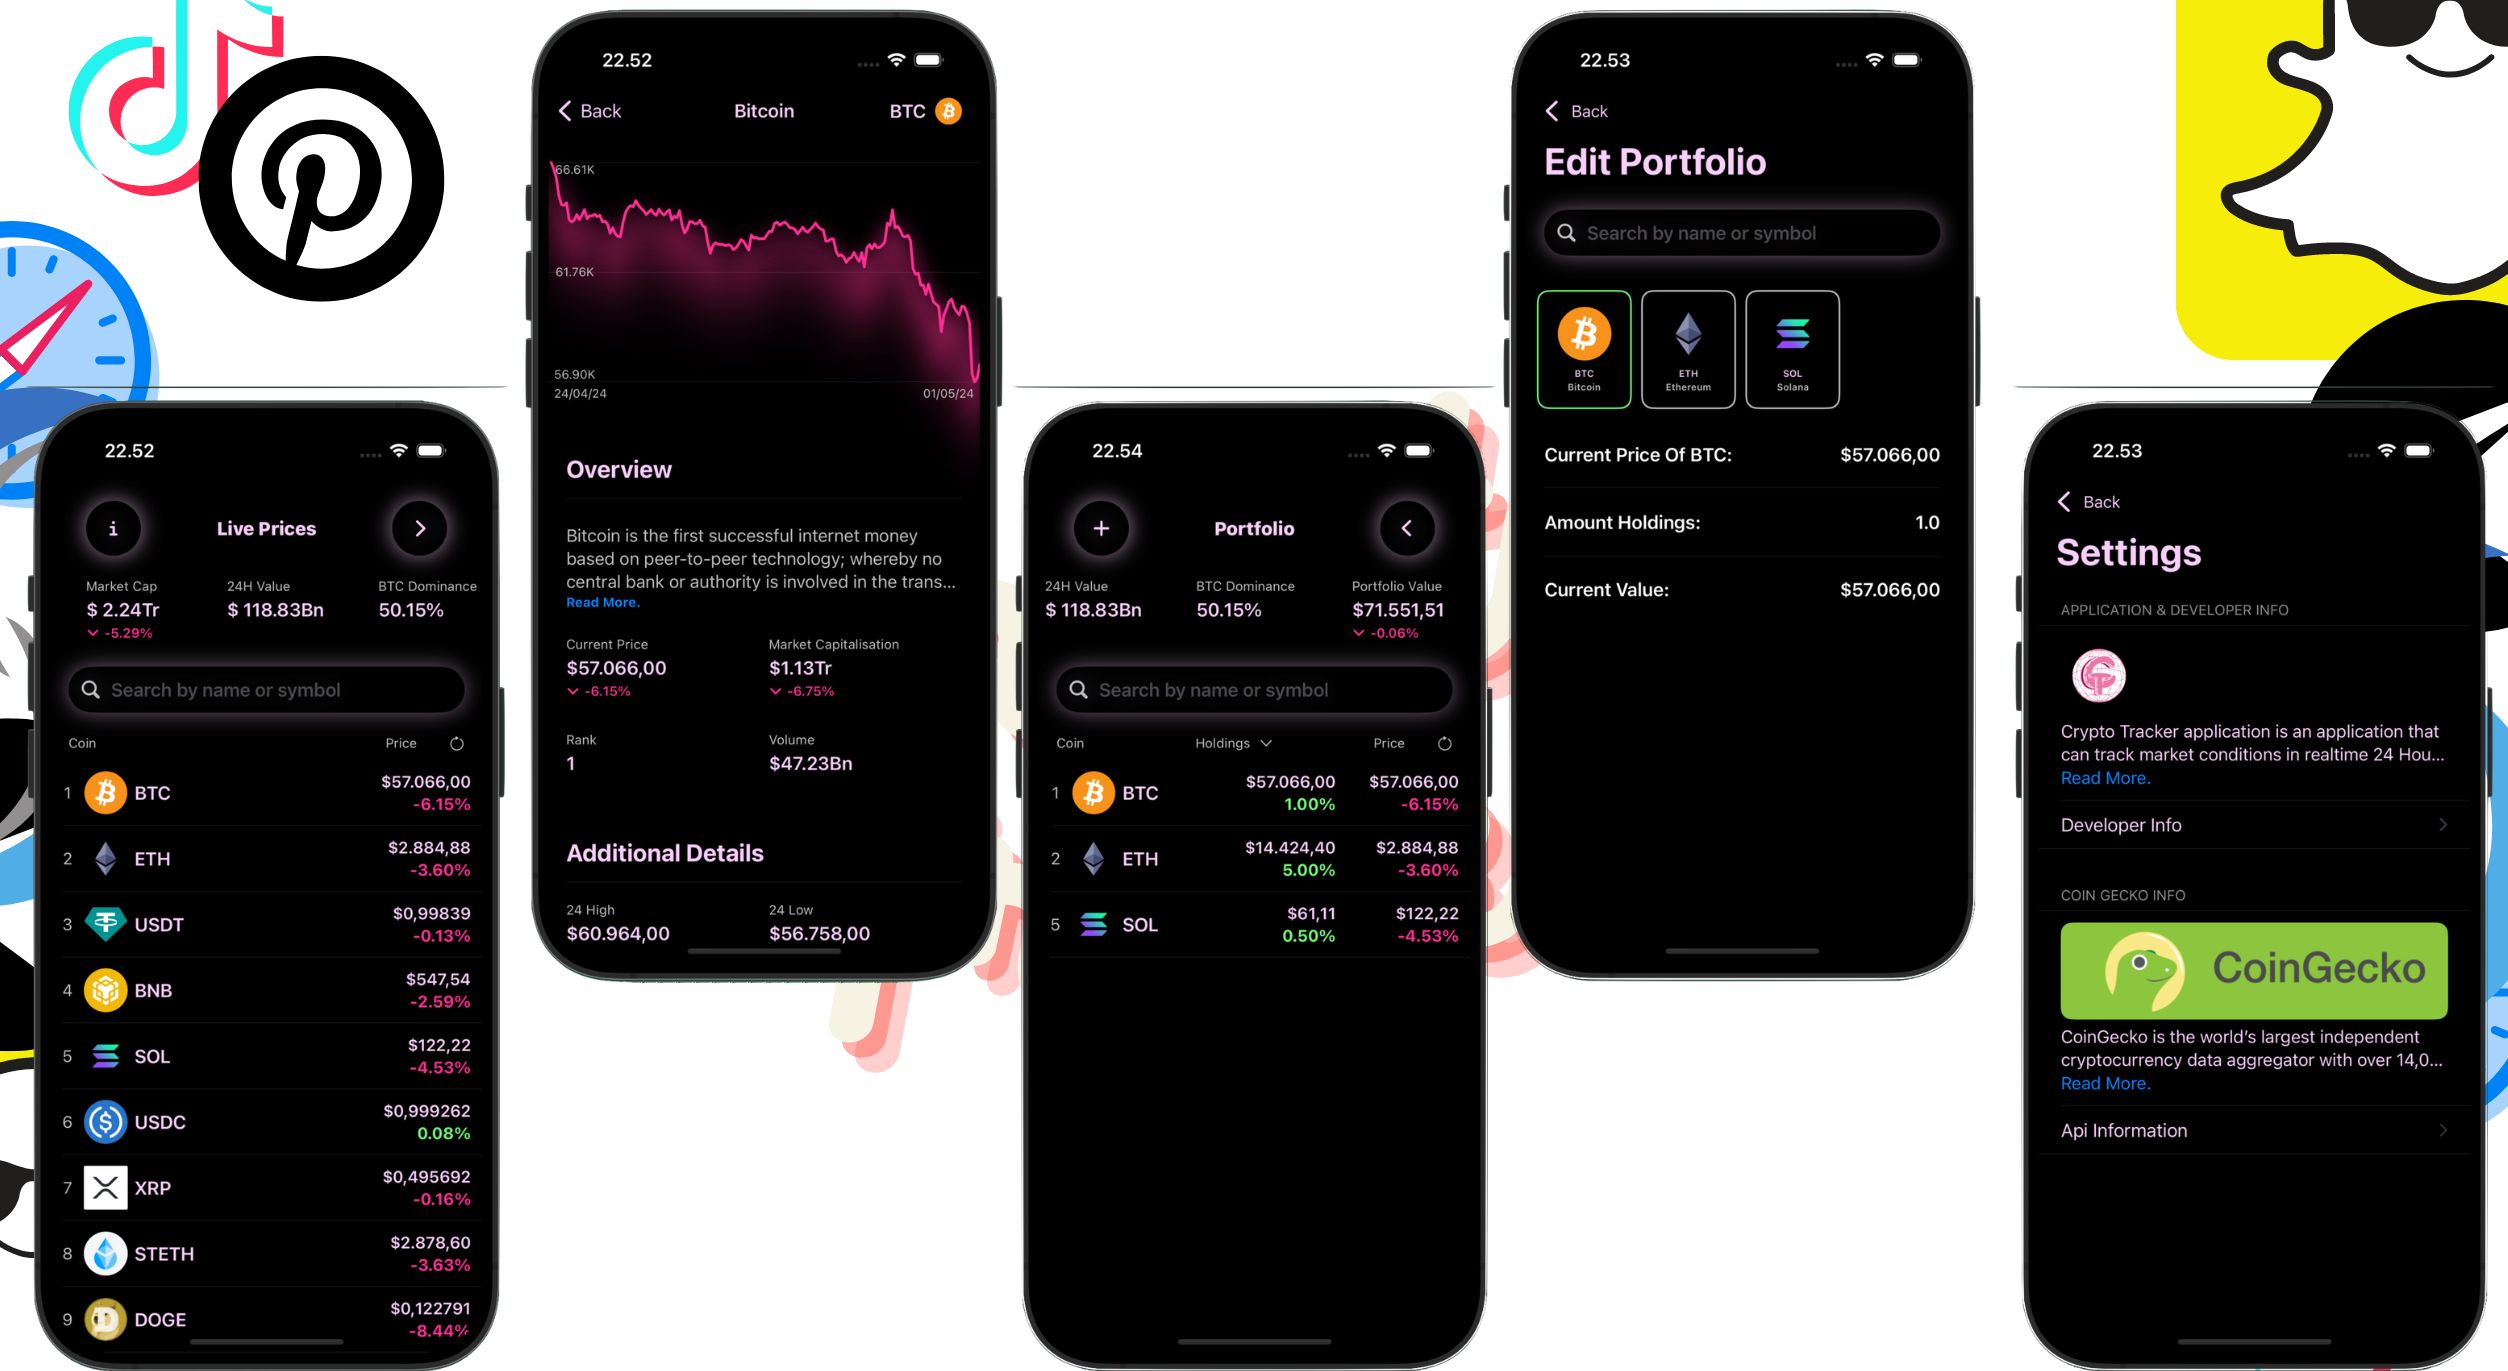 22.52
i
Live Prices
Market Cap
24H Value
BTC Dominance
$ 2.24Tr
$ 118.83Bn
50.15%
-5.29%
Search by name or symbol
Coin
Price
1 BTC $57.066,00
-6.15%
2 ETH $2.884,88
-3.60%
3 USDT $0,99839
-0.13%
4 BNB $547,54
-2.59%
5 SOL $122,22
-4.53%
6 USDC $0,999262
0.08%
7 XRP $0,495692
-0.16%
8 STETH $2.878,60
-3.63%
9 DOGE $0,122791
-8.44%
22.52
Back
Bitcoin
BTC
66.61K
61.76K
56.90K
24/04/24
01/05/24
Overview
Bitcoin is the first successful internet money
based on peer-to-peer technology; whereby no
central bank or authority is involved in the trans...
Read More.
Current Price
Market Capitalisation
$57.066,00
$1.13Tr
-6.15%
-6.75%
Rank
Volume
1
$47.23Bn
Additional Details
24 High
24 Low
$60.964,00
$56.758,00
22.54
+
Portfolio
24H Value
BTC Dominance
Portfolio Value
$ 118.83Bn
50.15%
$71.551,51
-0.06%
Search by name or symbol
Coin
Holdings
Price
1 BTC $57.066,00 $57.066,00
1.00% -6.15%
2 ETH $14.424,40 $2.884,88
5.00% -3.60%
5 SOL $61,11 $122,22
0.50% -4.53%
22.53
Back
Edit Portfolio
Search by name or symbol
BTC
Bitcoin
ETH
Ethereum
SOL
Solana
Current Price Of BTC: $57.066,00
Amount Holdings: 1.0
Current Value: $57.066,00
22.53
Back
Settings
APPLICATION & DEVELOPER INFO
Crypto Tracker application is an application that
can track market conditions in realtime 24 Hou...
Read More.
Developer Info
COIN GECKO INFO
CoinGecko
CoinGecko is the world's largest independent
cryptocurrency data aggregator with over 14,0...
Read More.
Api Information